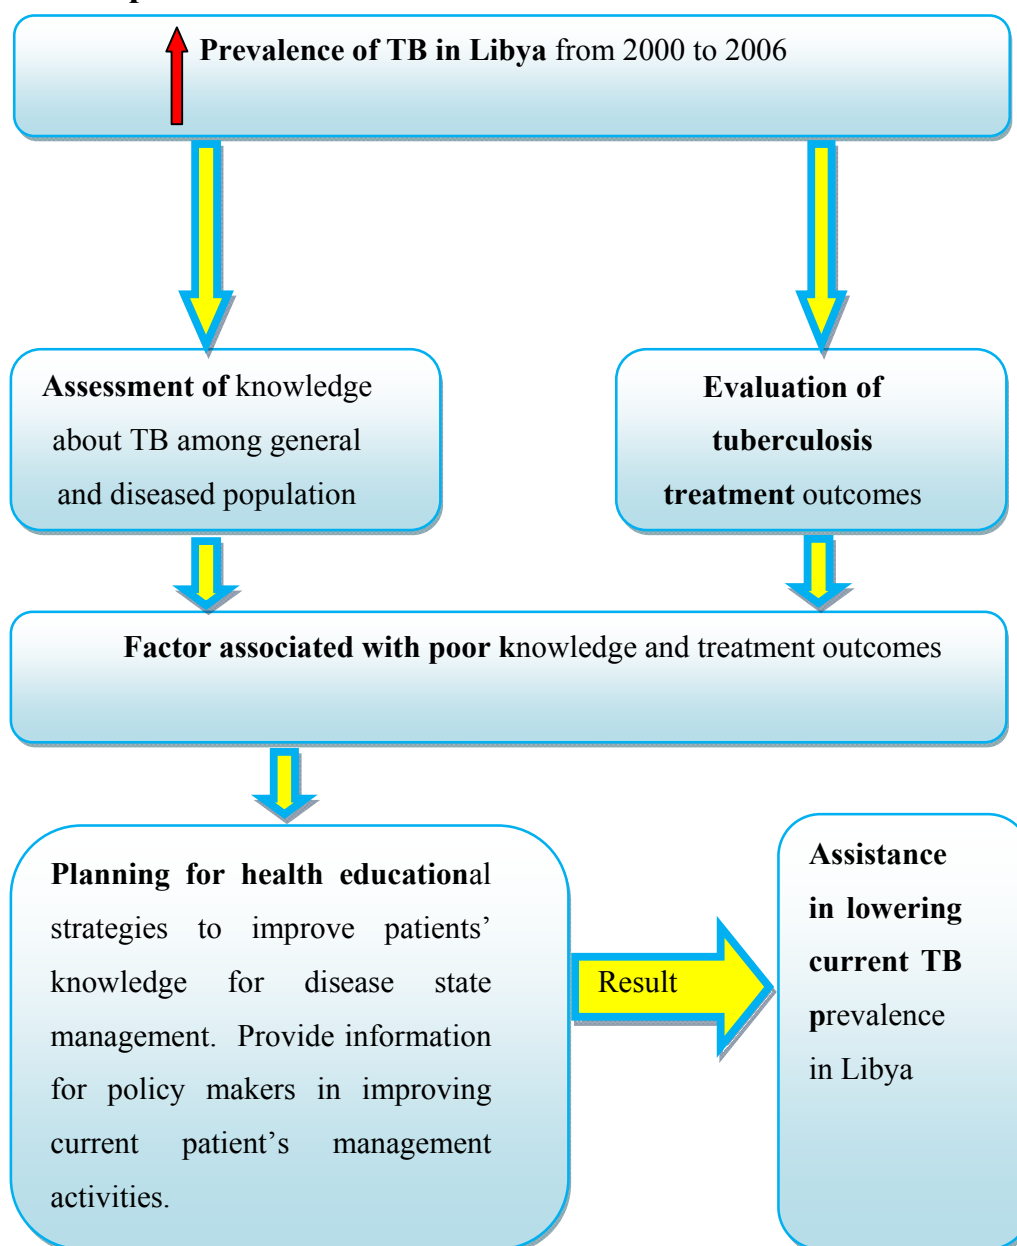 Prevalence of TB in Libya from 2000 to 2006
Assessment of knowledge
about TB among general
and diseased population
Evaluation of
tuberculosis
treatment outcomes
Factor associated with poor knowledge and treatment outcomes
Planning for health educational
strategies to improve patients’
knowledge for disease state
management. Provide information
for policy makers in improving
current patient’s management
activities.
Result
Assistance
in lowering
current TB
prevalence
in Libya